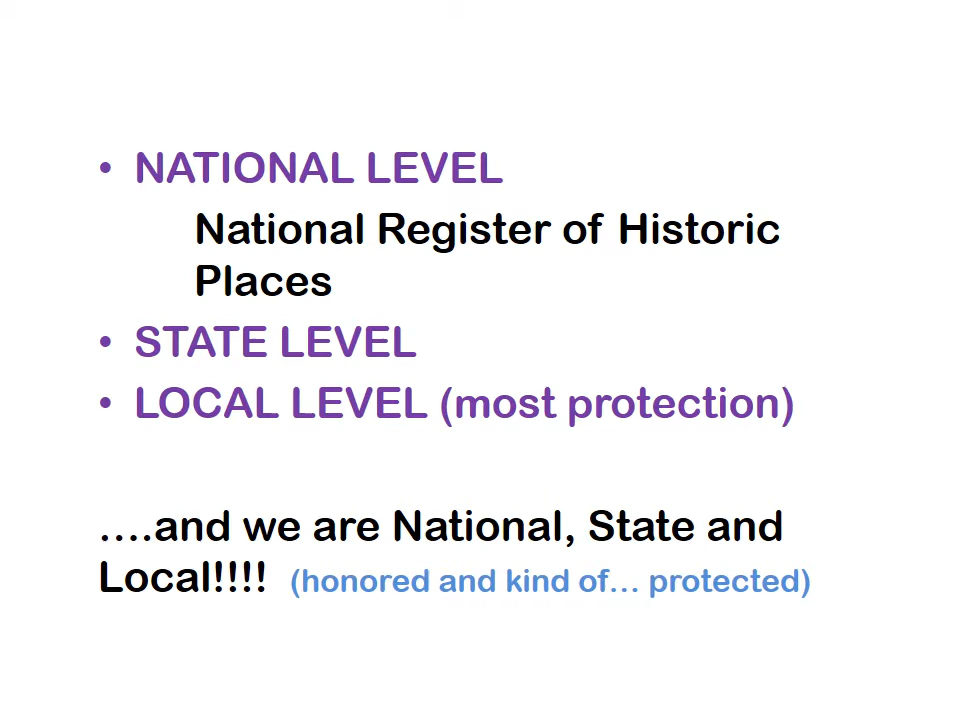 • NATIONAL LEVEL
National Register of Historic
Places
• STATE LEVEL
• LOCAL LEVEL (most protection)
….and we are National, State and
Local!!!! (honored and kind of… protected)